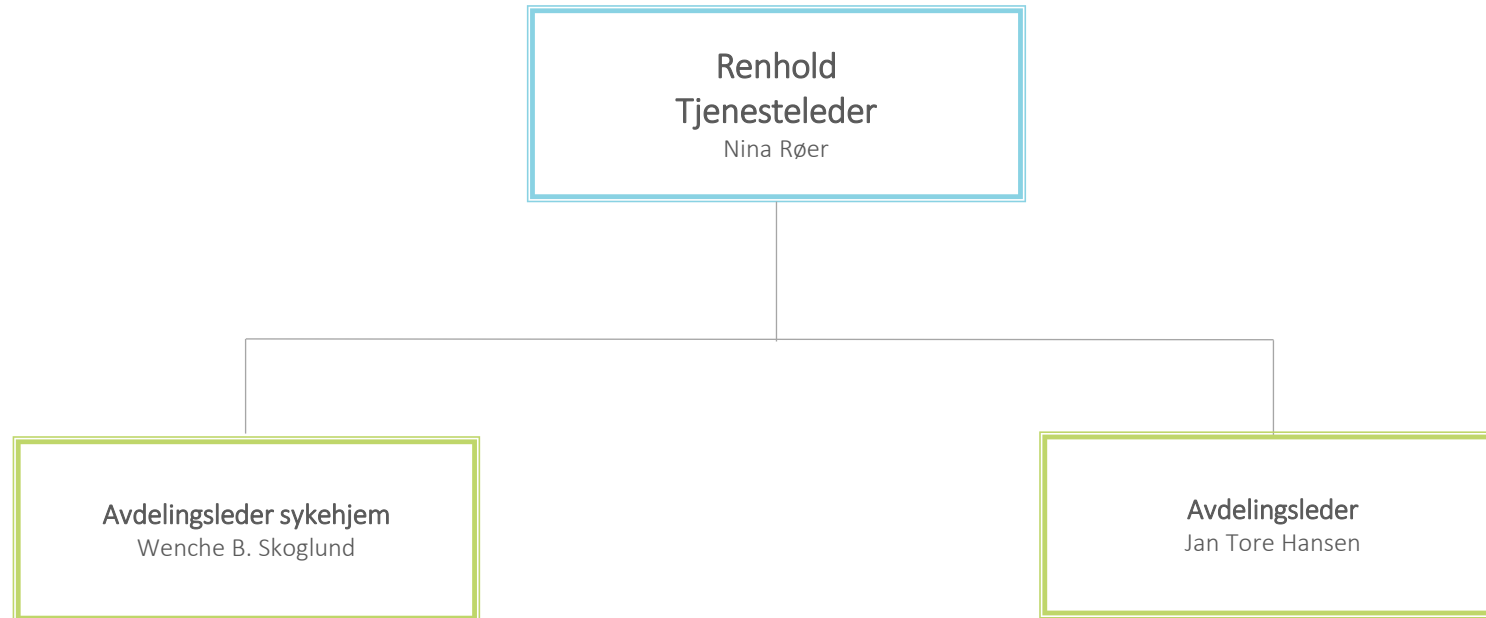 Renhold
Tjenesteleder
Nina Røer
Avdelingsleder sykehjem
Wenche B. Skoglund
Avdelingsleder
Jan Tore Hansen